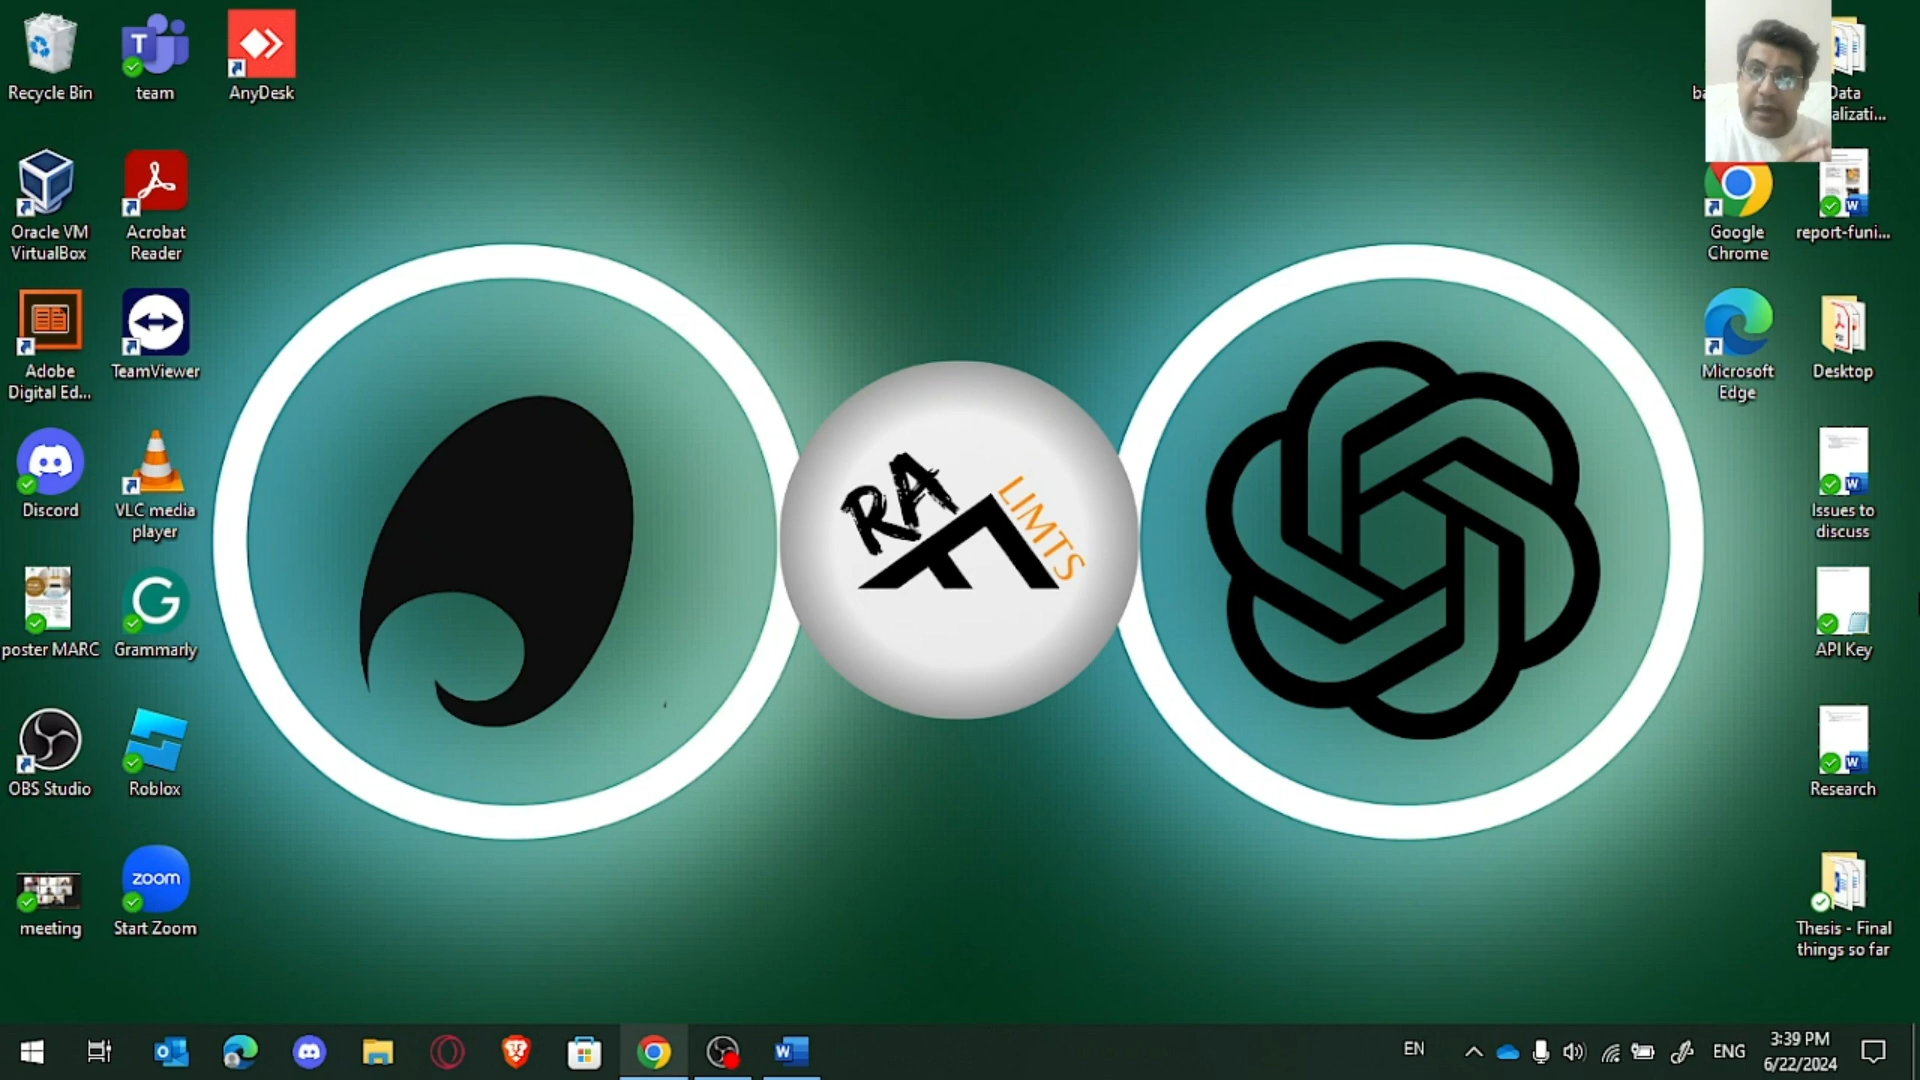 Recycle Bin
team
AnyDesk
Data
alizati...
Oracle VM
VirtualBox
Acrobat
Reader
Google
Chrome
report-funi...
Adobe
Digital Ed...
TeamViewer
Microsoft
Edge
Desktop
RA
LIMTS
Discord
VLC media
player
Issues to
discuss
poster MARC
Grammarly
API Key
OBS Studio
Roblox
Research
zoom
meeting
Start Zoom
Thesis - Final
things so far
EN
ENG
3:39 PM
6/22/2024